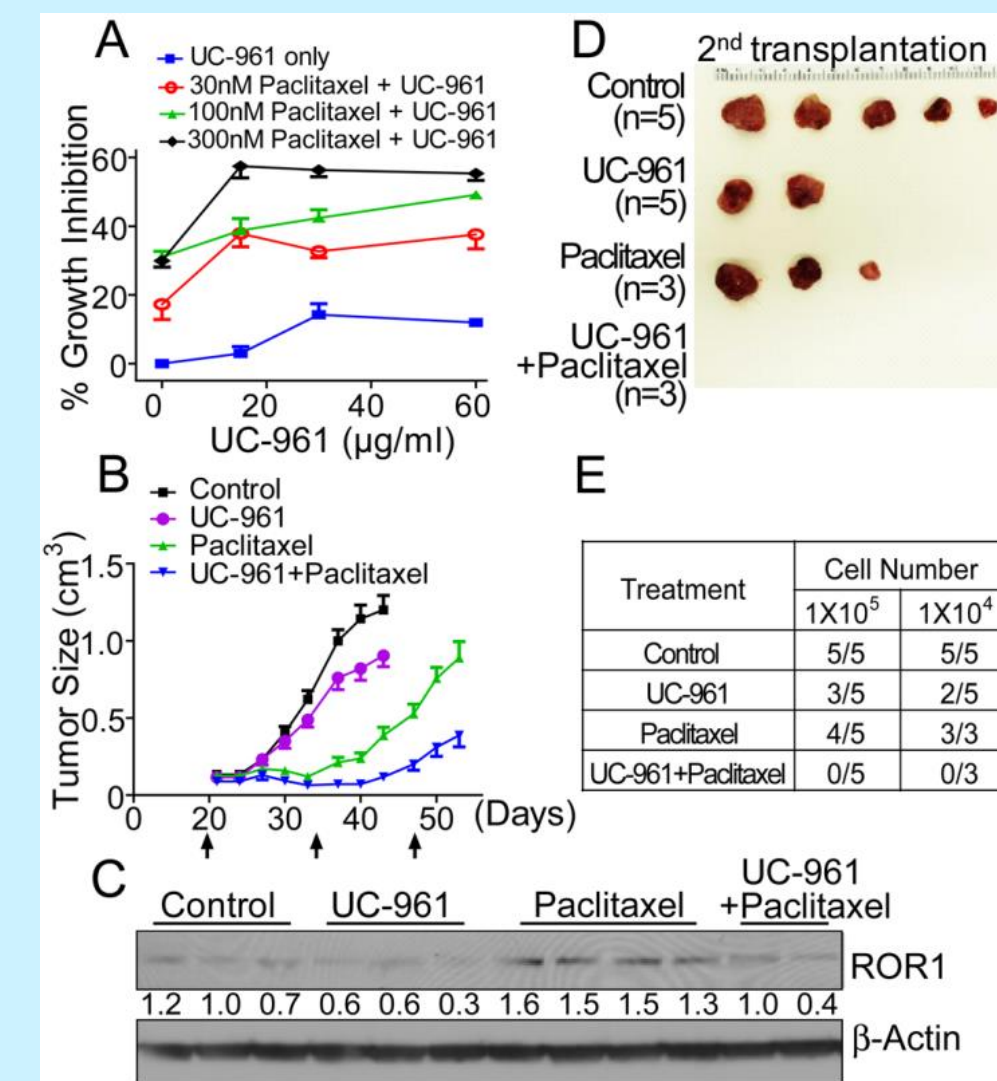 A
UC-961 only
30nM Paclitaxel + UC-961
100nM Paclitaxel + UC-961
300nM Paclitaxel + UC-961
% Growth Inhibition
60
40
20
0
0 20 40 60
UC-961 (μg/ml)
B
Control
UC-961
Paclitaxel
UC-961+Paclitaxel
Tumor Size (cm³)
1.5
1.0
0.5
0
0 20 30 40 50 (Days)
C
Control UC-961 Paclitaxel UC-961
+Paclitaxel
ROR1
1.2 1.0 0.7 0.6 0.6 0.3 1.6 1.5 1.5 1.3 1.0 0.4
β-Actin
D
2nd transplantation
Control
(n=5)
UC-961
(n=5)
Paclitaxel
(n=3)
UC-961
+Paclitaxel
(n=3)
E
Treatment Cell Number
1X10⁵ 1X10⁴
Control 5/5 5/5
UC-961 3/5 2/5
Paclitaxel 4/5 3/3
UC-961+Paclitaxel 0/5 0/3